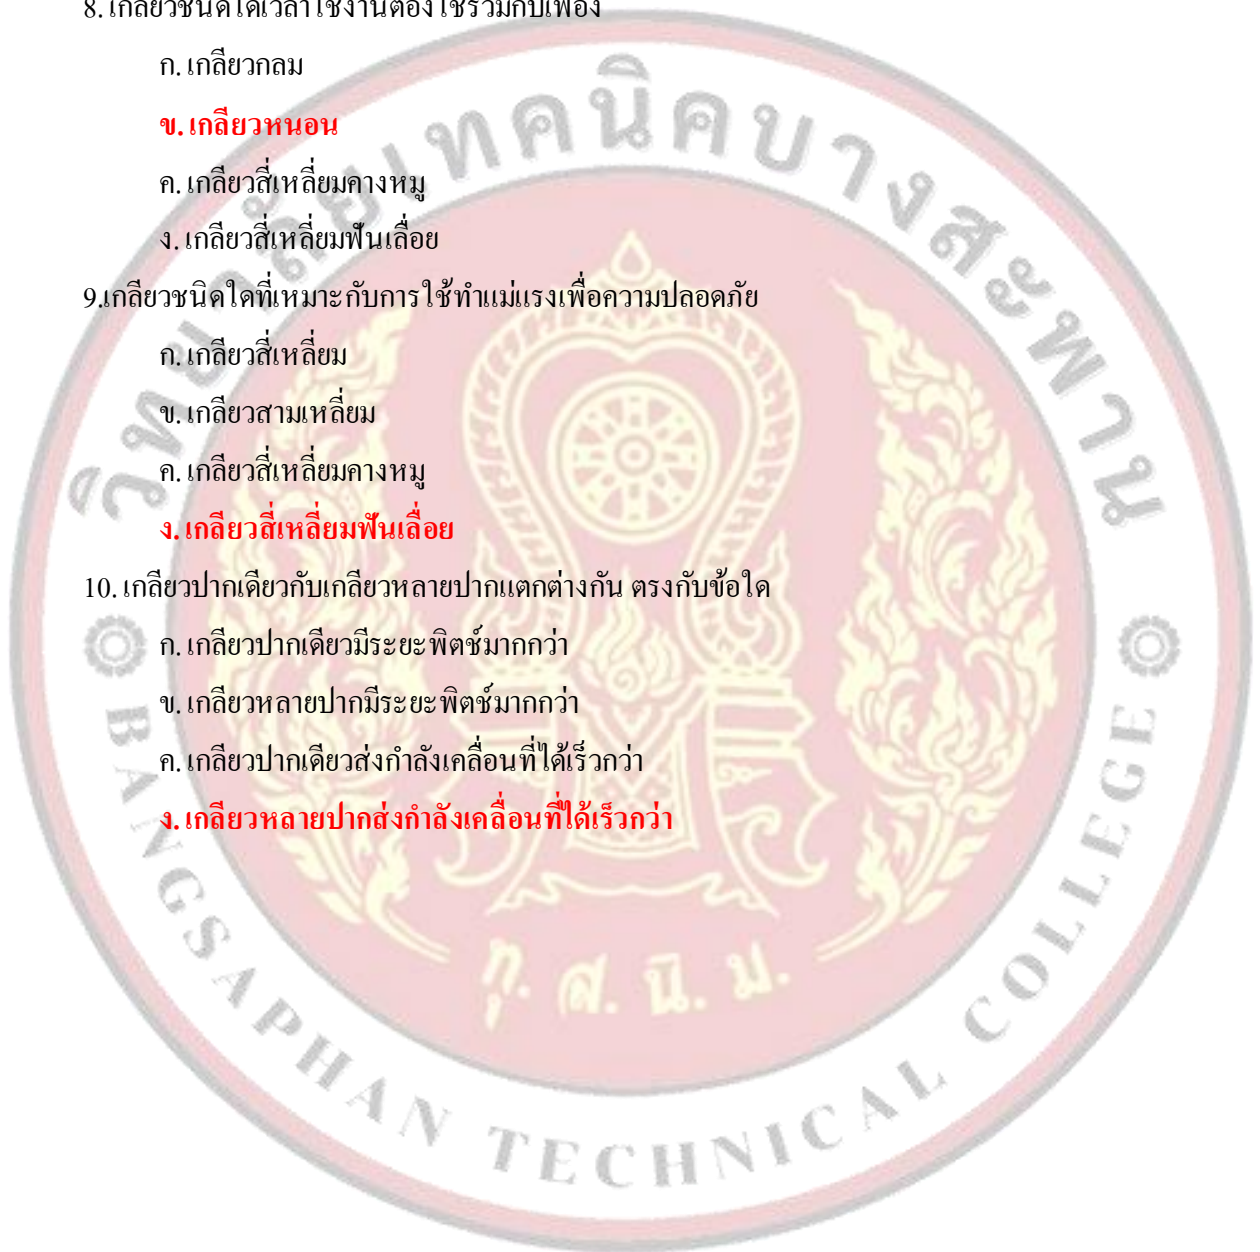 8. เกลียวชนิดใดเวลาใช้งานต้องใช้ร่วมกับเฟือง
ก. เกลียวกลม
ข. เกลียวหนอน
ค. เกลียวสี่เหลี่ยมคางหมู
ง. เกลียวสี่เหลี่ยมฟันเลื่อย
9.เกลียวชนิดใดที่เหมาะกับการใช้ทำแม่แรงเพื่อความปลอดภัย
ก. เกลียวสี่เหลี่ยม
ข. เกลียวสามเหลี่ยม
ค. เกลียวสี่เหลี่ยมคางหมู
ง. เกลียวสี่เหลี่ยมฟันเลื่อย
10. เกลียวปากเดียวกับเกลียวหลายปากแตกต่างกัน ตรงกับข้อใด
ก. เกลียวปากเดียวมีระยะพิตช์มากกว่า
ข. เกลียวหลายปากมีระยะพิตช์มากกว่า
ค. เกลียวปากเดียวส่งกำลังเคลื่อนที่ได้เร็วกว่า
ง. เกลียวหลายปากส่งกำลังเคลื่อนที่ได้เร็วกว่า
วิทยาลัยเทคนิคบางสะพาน
ทุ. ส. นิ. ม.
BANGSAPHAN TECHNICAL COLLEGE